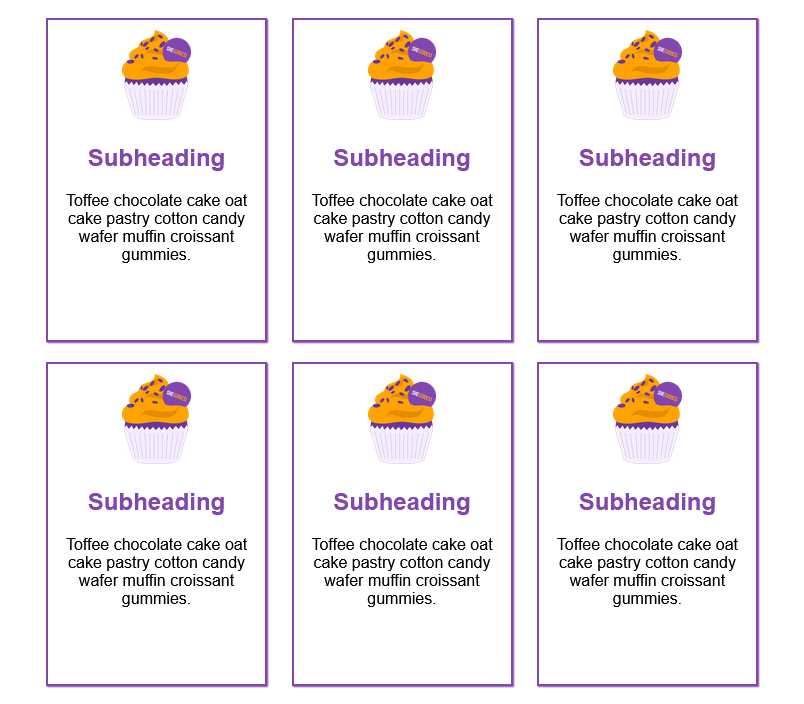 Subheading Subheading Subheading
Toffee chocolate cake oat Toffee chocolate cake oat Toffee chocolate cake oat
cake pastry cotton candy cake pastry cotton candy cake pastry cotton candy
wafer muffin croissant wafer muffin croissant wafer muffin croissant
gummies. gummies. gummies.
Subheading Subheading Subheading
Toffee chocolate cake oat Toffee chocolate cake oat Toffee chocolate cake oat
cake pastry cotton candy cake pastry cotton candy cake pastry cotton candy
wafer muffin croissant wafer muffin croissant wafer muffin croissant
gummies. gummies. gummies.